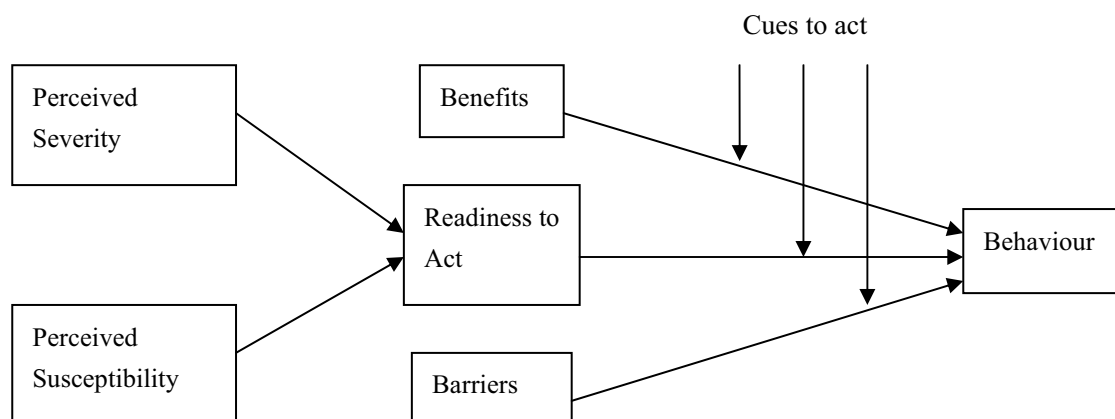 Cues to act
Perceived
Severity
Benefits
Readiness to
Act
Behaviour
Perceived
Susceptibility
Barriers